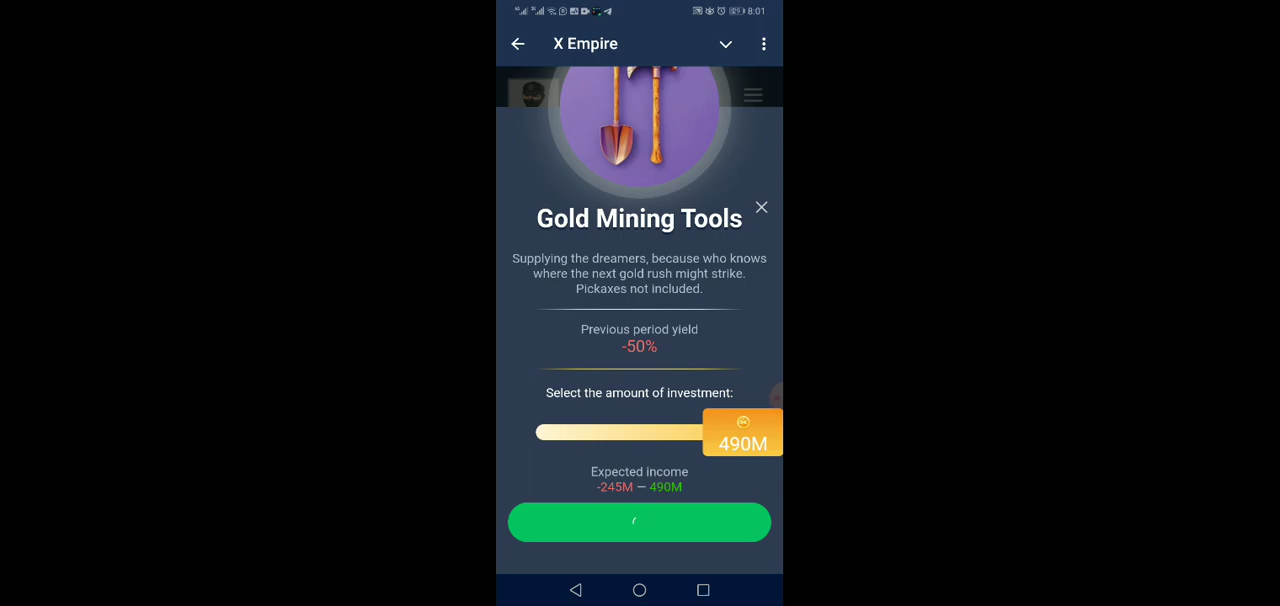 8:01
X Empire
Gold Mining Tools
Supplying the dreamers, because who knows
where the next gold rush might strike.
Pickaxes not included.
Previous period yield
-50%
Select the amount of investment:
490M
Expected income
-245M — 490M